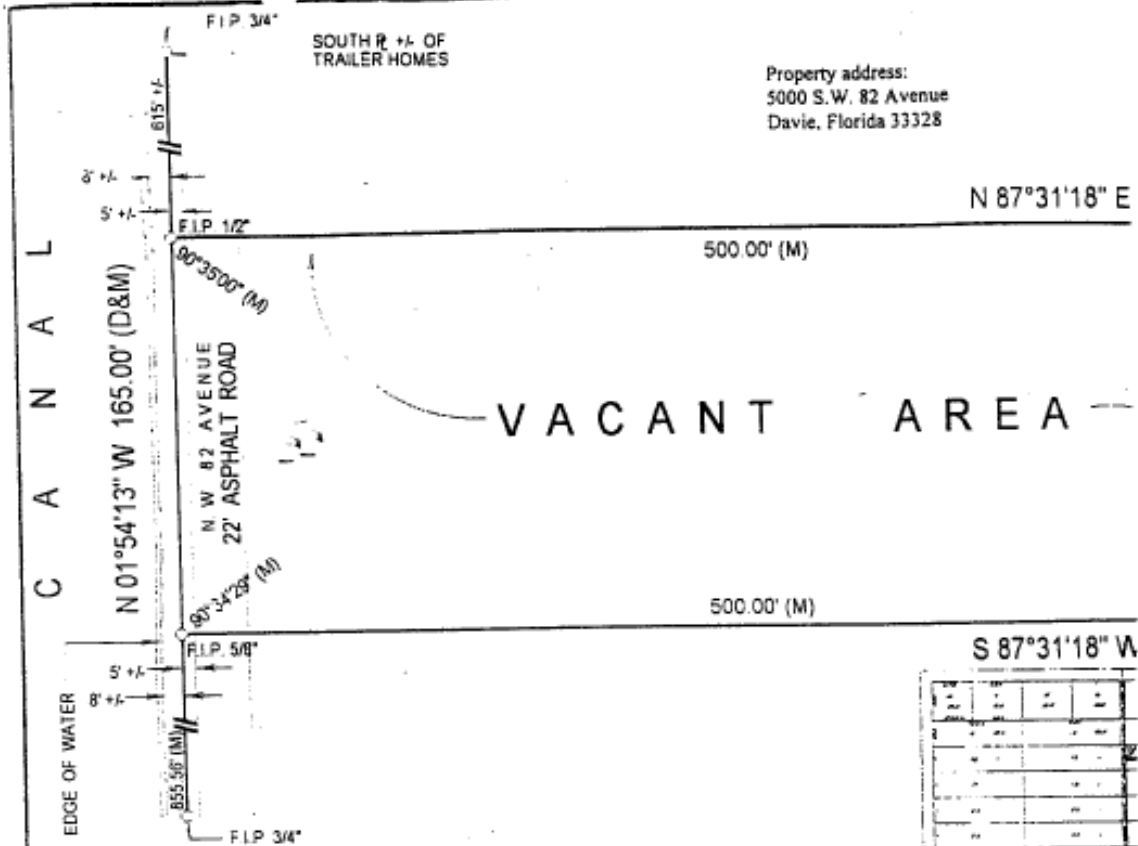 F.I.P. 3/4"
SOUTH PL +/- OF
TRAILER HOMES
Property address:
5000 S.W. 82 Avenue
Davie, Florida 33328
615' +/-
8' +/-
5' +/-
F.I.P. 1/2"
N 87°31'18" E
500.00' (M)
90°35'00" (M)
CANAL
N 01°54'13" W 165.00' (D&M)
N.W 82 AVENUE
22' ASPHALT ROAD
VACANT AREA
90°34'29" (M)
500.00' (M)
F.I.P. 5/8"
S 87°31'18" W
5' +/-
8' +/-
EDGE OF WATER
855.56' (M)
F.I.P 3/4"